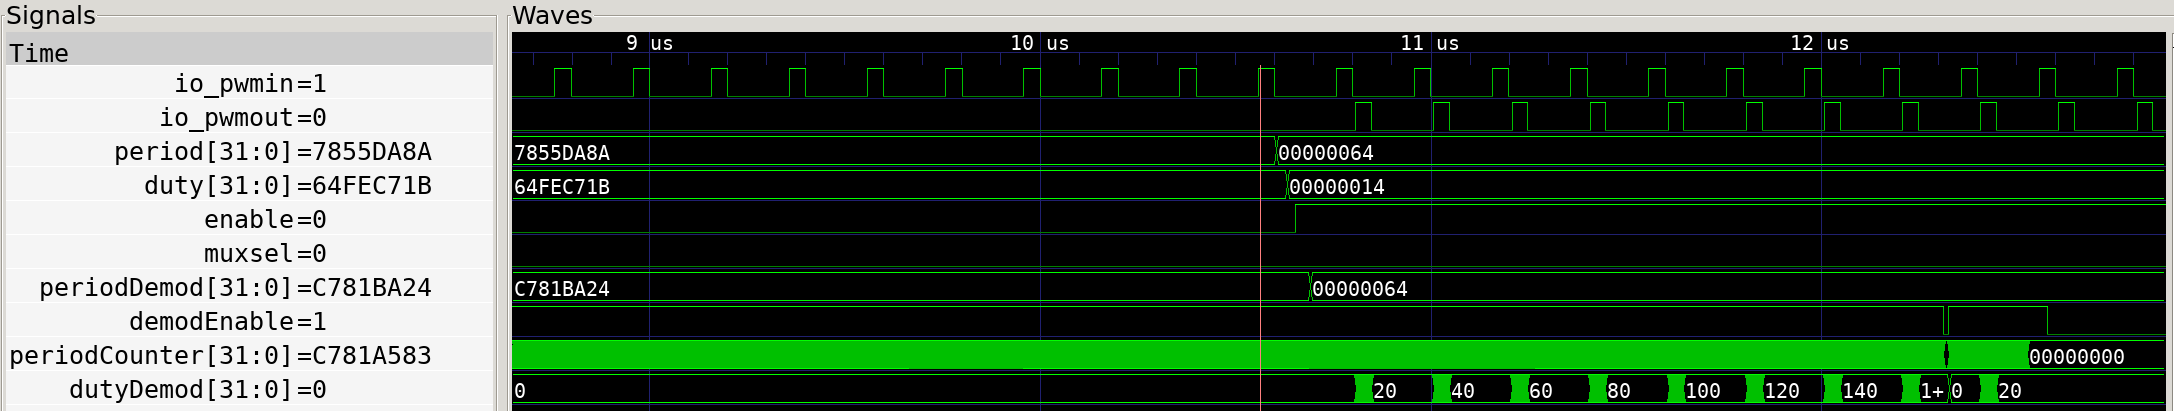 Signals Waves
Time 9 us 10 us 11 us 12 us
io_pwmin=1
io_pwmout=0
period[31:0]=7855DA8A 7855DA8A 00000064
duty[31:0]=64FEC71B 64FEC71B 00000014
enable=0
muxsel=0
periodDemod[31:0]=C781BA24 C781BA24 00000064
demodEnable=1
periodCounter[31:0]=C781A583 00000000
dutyDemod[31:0]=0 0 20 40 60 80 100 120 140 1+ 0 20